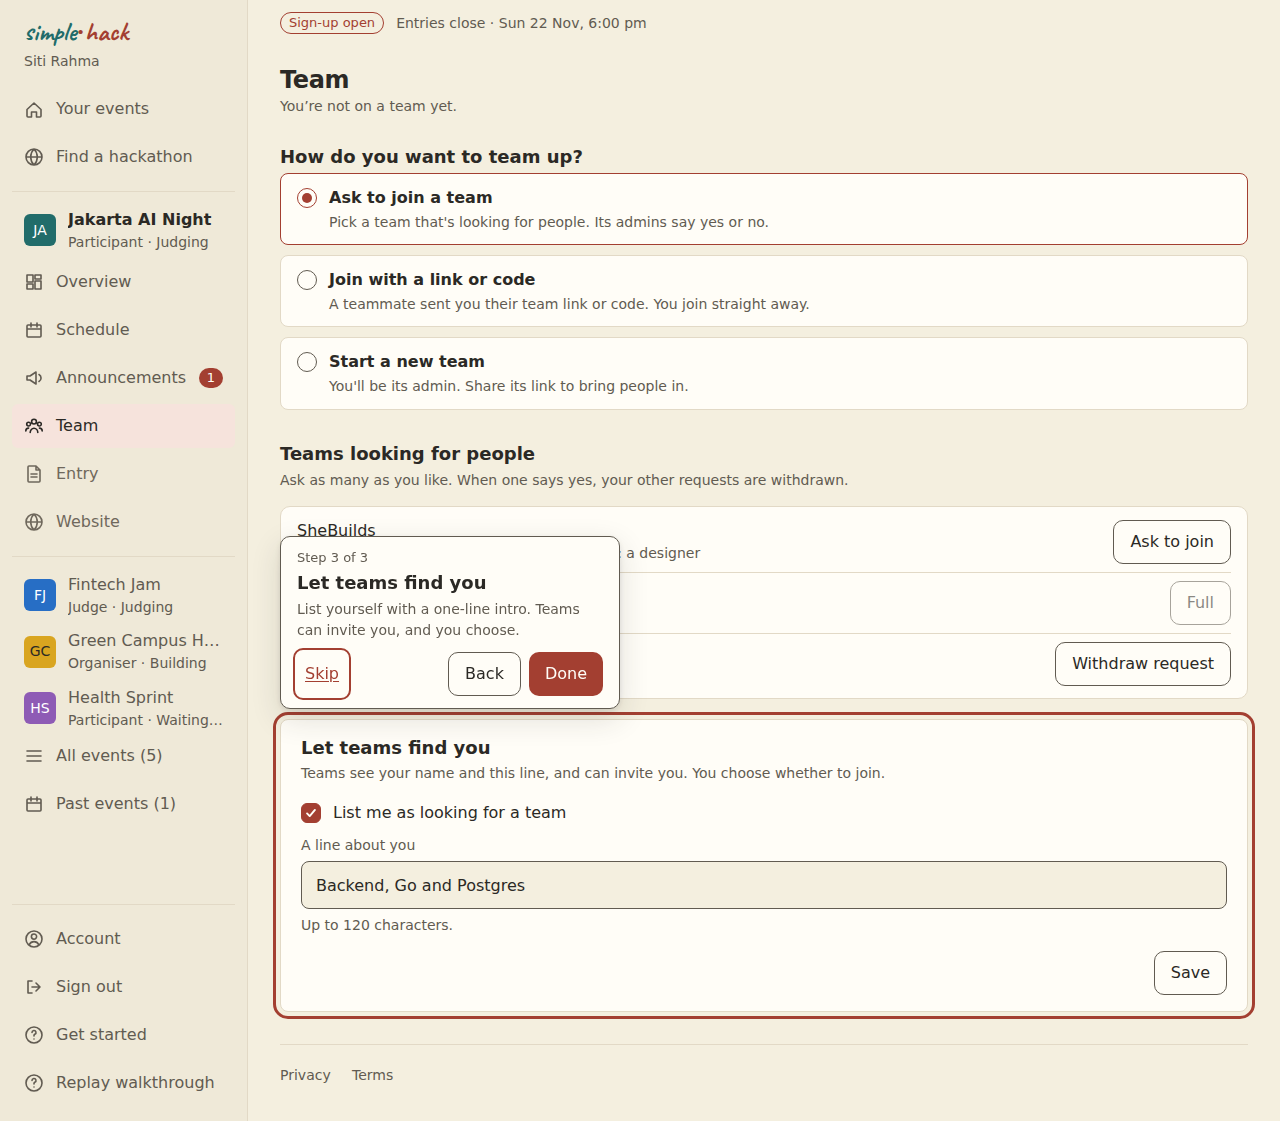 simple·hack
Siti Rahma
Your events
Find a hackathon
JA
Jakarta AI Night
Participant · Judging
Overview
Schedule
Announcements 1
Team
Entry
Website
FJ
Fintech Jam
Judge · Judging
GC
Green Campus H…
Organiser · Building
HS
Health Sprint
Participant · Waiting…
All events (5)
Past events (1)
Account
Sign out
Get started
Replay walkthrough
Sign-up open Entries close · Sun 22 Nov, 6:00 pm
Team
You’re not on a team yet.
How do you want to team up?
Ask to join a team
Pick a team that's looking for people. Its admins say yes or no.
Join with a link or code
A teammate sent you their team link or code. You join straight away.
Start a new team
You'll be its admin. Share its link to bring people in.
Teams looking for people
Ask as many as you like. When one says yes, your other requests are withdrawn.
SheBuilds
a designer
Ask to join
Full
Withdraw request
Step 3 of 3
Let teams find you
List yourself with a one-line intro. Teams
can invite you, and you choose.
Skip Back Done
Let teams find you
Teams see your name and this line, and can invite you. You choose whether to join.
List me as looking for a team
A line about you
Backend, Go and Postgres
Up to 120 characters.
Save
Privacy Terms